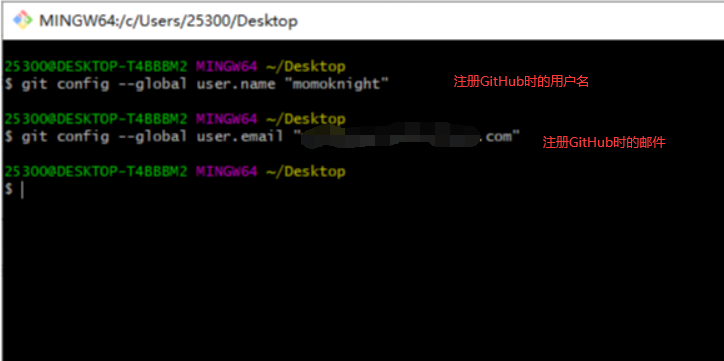 MINGW64:/c/Users/25300/Desktop
25300@DESKTOP-T4BBBM2 MINGW64 ~/Desktop
$ git config --global user.name "momoknight"
注册GitHub时的用户名
25300@DESKTOP-T4BBBM2 MINGW64 ~/Desktop
$ git config --global user.email " .com"
注册GitHub时的邮件
25300@DESKTOP-T4BBBM2 MINGW64 ~/Desktop
$